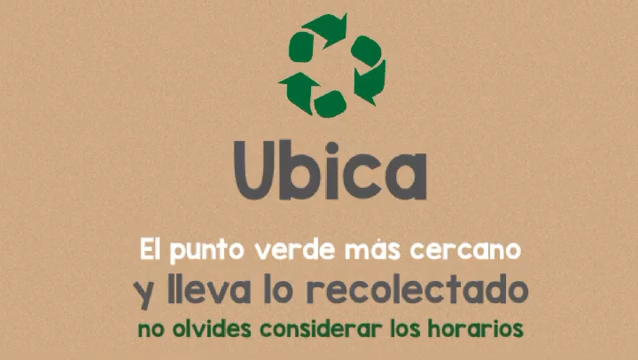 Ubica
El punto verde más cercano
y lleva lo recolectado
no olvides considerar los horarios